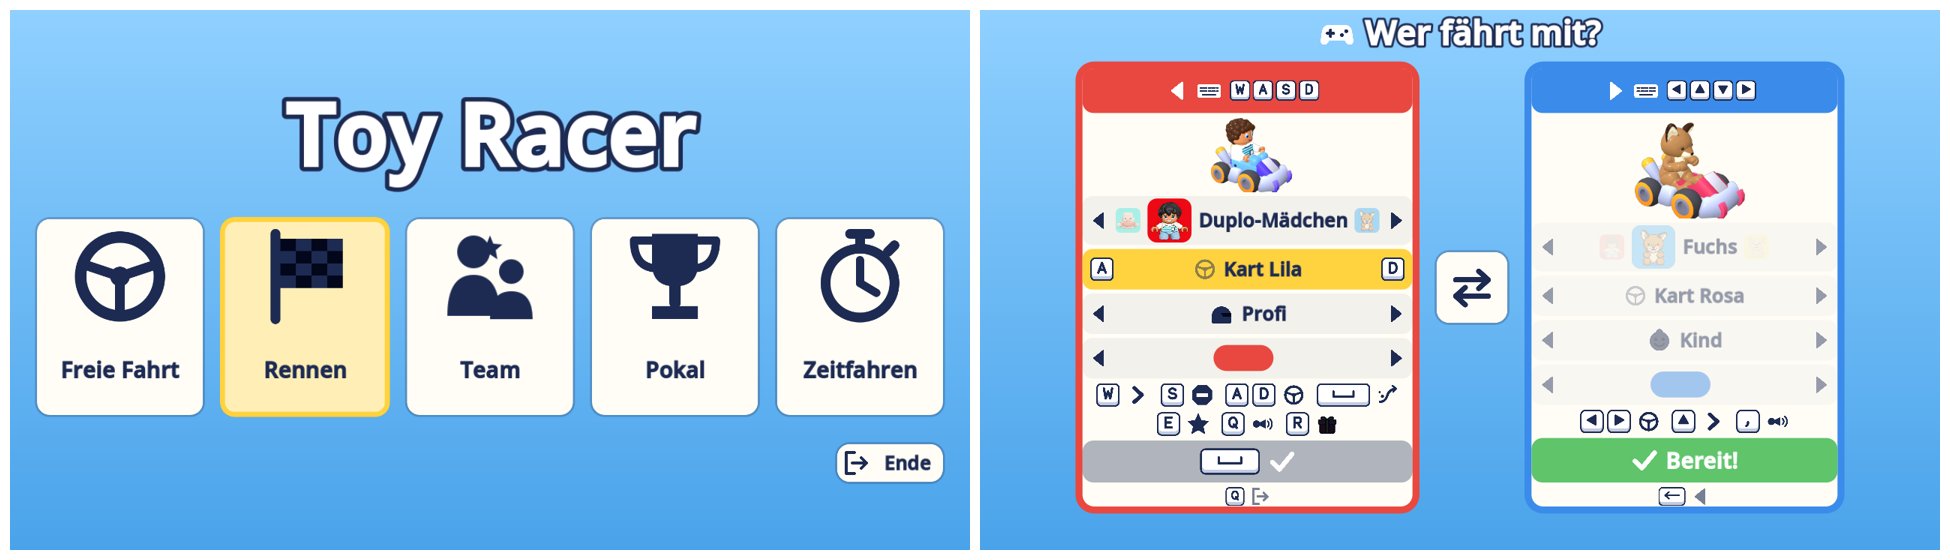 Toy Racer
Freie Fahrt
Rennen
Team
Pokal
Zeitfahren
Ende
Wer fährt mit?
W A S D
Duplo-Mädchen
A Kart Lila D
Profi
W S A D
E Q R
Q
Fuchs
Kart Rosa
Kind
,
Bereit!